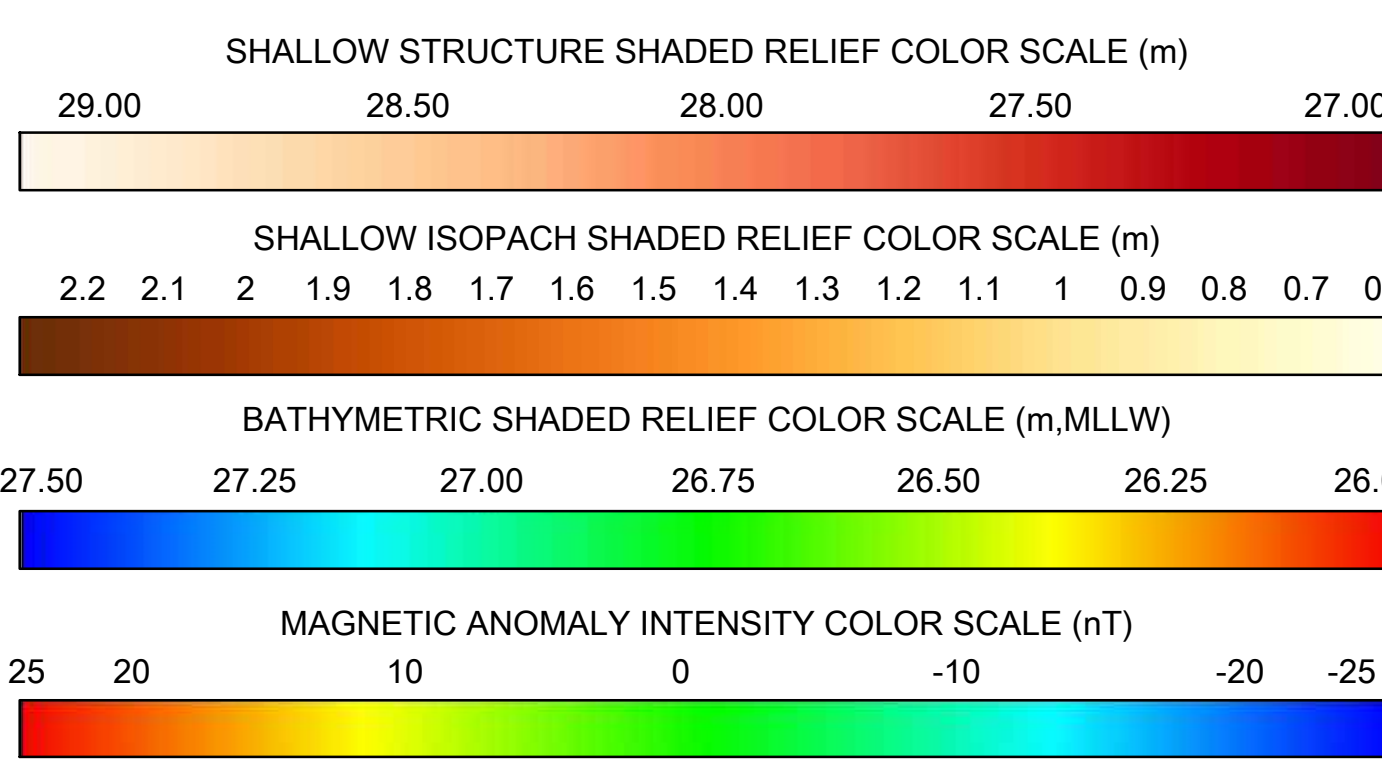 SHALLOW STRUCTURE SHADED RELIEF COLOR SCALE (m)
29.00 28.50 28.00 27.50 27.00
SHALLOW ISOPACH SHADED RELIEF COLOR SCALE (m)
2.2 2.1 2 1.9 1.8 1.7 1.6 1.5 1.4 1.3 1.2 1.1 1 0.9 0.8 0.7
BATHYMETRIC SHADED RELIEF COLOR SCALE (m,MLLW)
27.50 27.25 27.00 26.75 26.50 26.25
MAGNETIC ANOMALY INTENSITY COLOR SCALE (nT)
25 20 10 0 -10 -20 -25